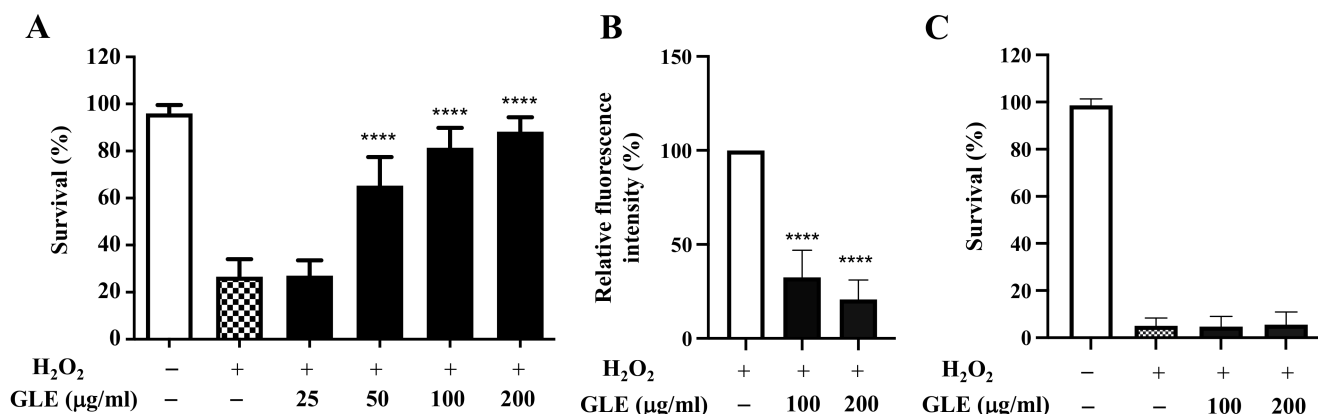 A
Survival (%)
120
100
80
60
40
20
0
****
****
****
H₂O₂ – + + + + +
GLE (μg/ml) – – 25 50 100 200
B
Relative fluorescence
intensity (%)
150
100
50
0
****
****
H₂O₂ + + +
GLE (μg/ml) – 100 200
C
Survival (%)
120
100
80
60
40
20
0
H₂O₂ – + + +
GLE (μg/ml) – – 100 200